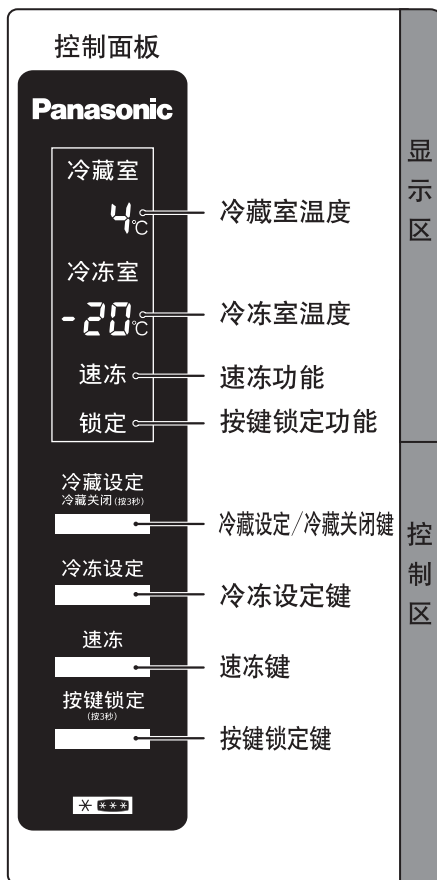 控制面板
Panasonic
冷藏室
4℃
冷藏室温度
冷冻室
-20℃
冷冻室温度
速冻
速冻功能
锁定
按键锁定功能
显示区
冷藏设定
冷藏关闭(按3秒)
冷藏设定/冷藏关闭键
冷冻设定
冷冻设定键
速冻
速冻键
按键锁定
(按3秒)
按键锁定键
控制区